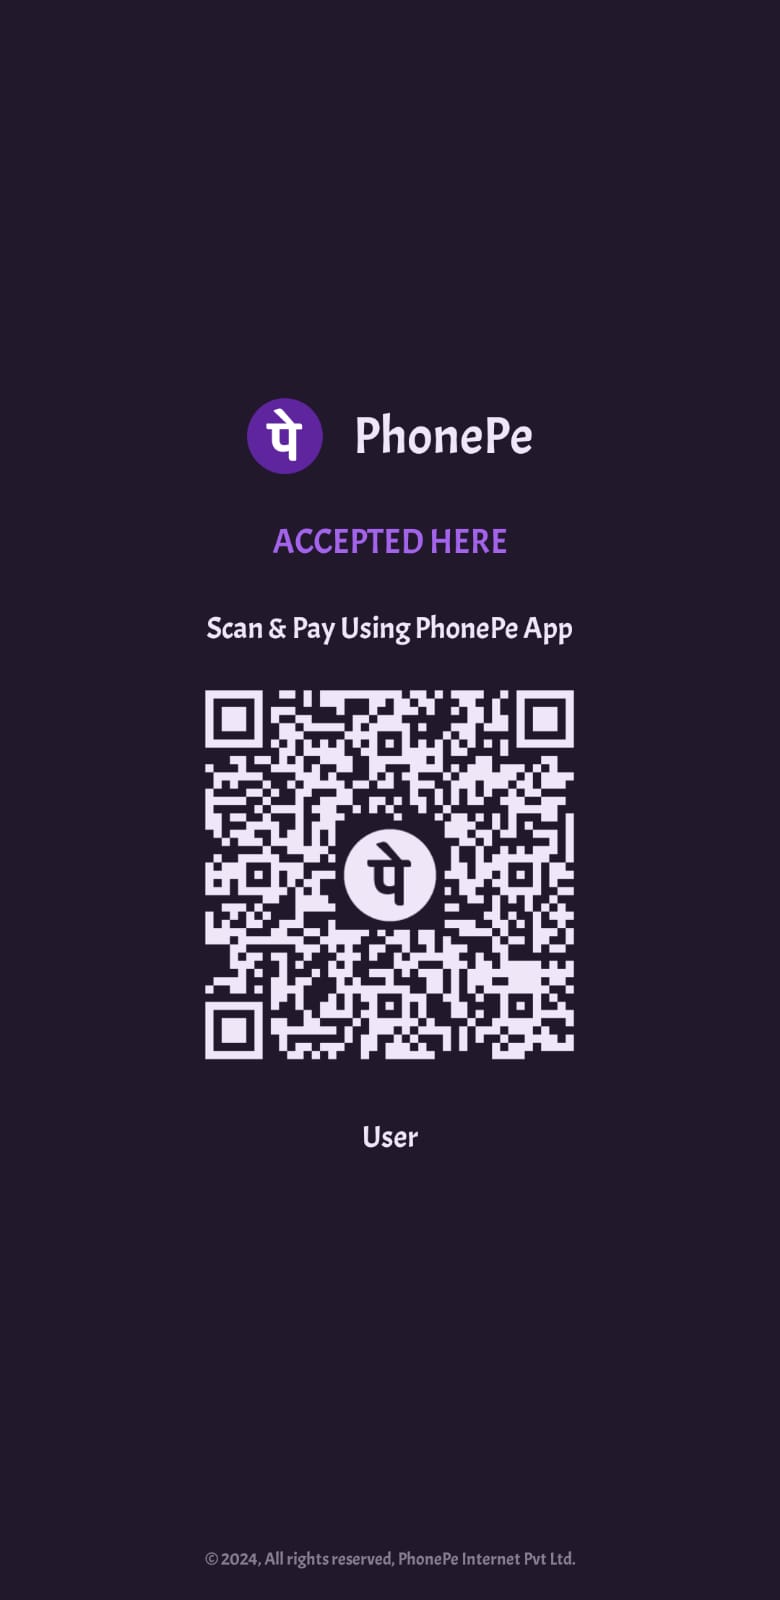 पे PhonePe
ACCEPTED HERE
Scan & Pay Using PhonePe App
पे
User
© 2024, All rights reserved, PhonePe Internet Pvt Ltd.